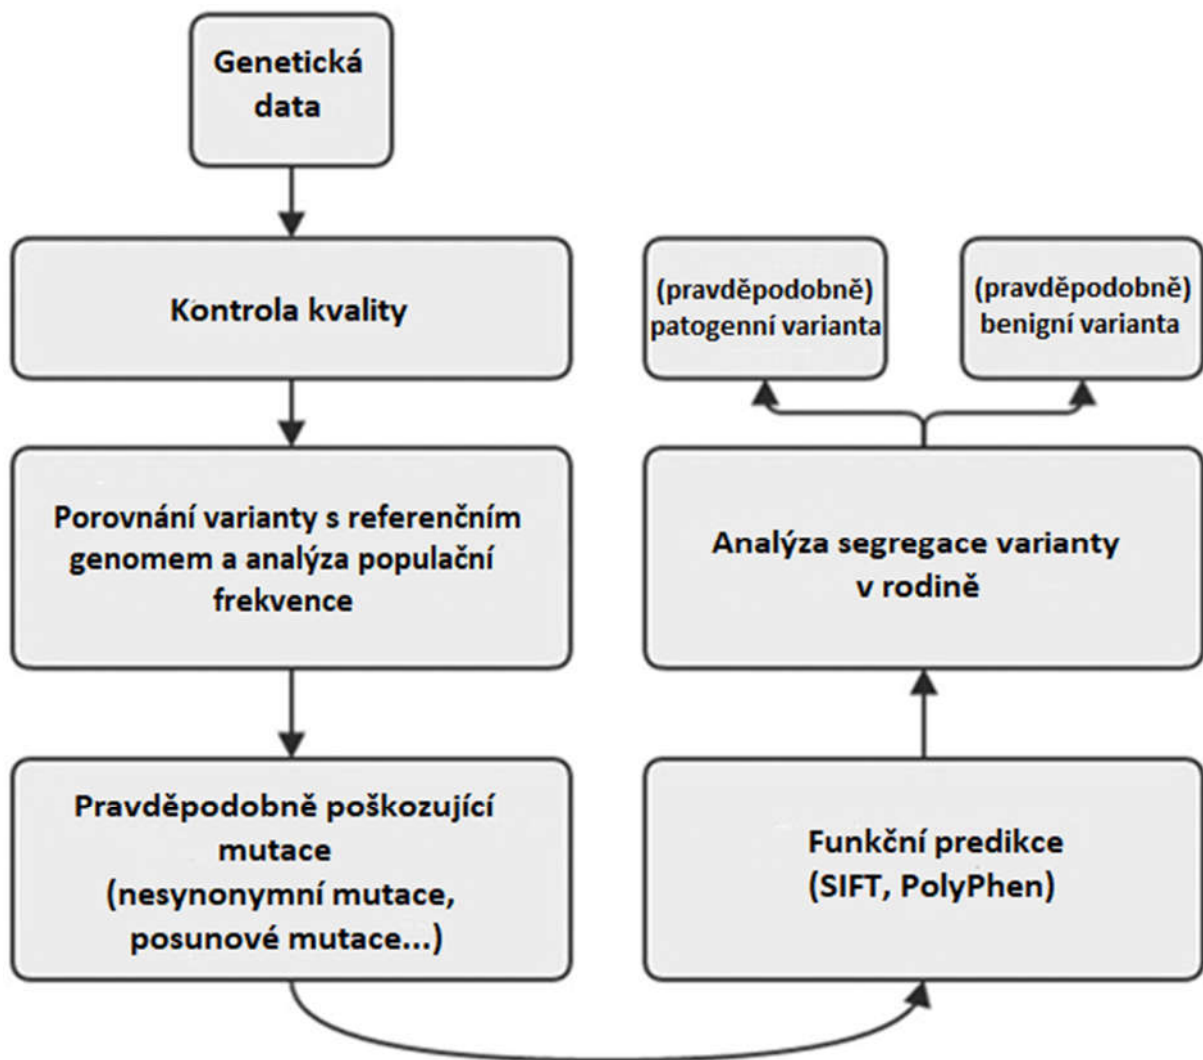 Genetická
data
Kontrola kvality
Porovnání varianty s referenčním
genomem a analýza populační
frekvence
Pravděpodobně poškozující
mutace
(nesynonymní mutace,
posunové mutace...)
Funkční predikce
(SIFT, PolyPhen)
Analýza segregace varianty
v rodině
(pravděpodobně)
patogenní varianta
(pravděpodobně)
benigní varianta